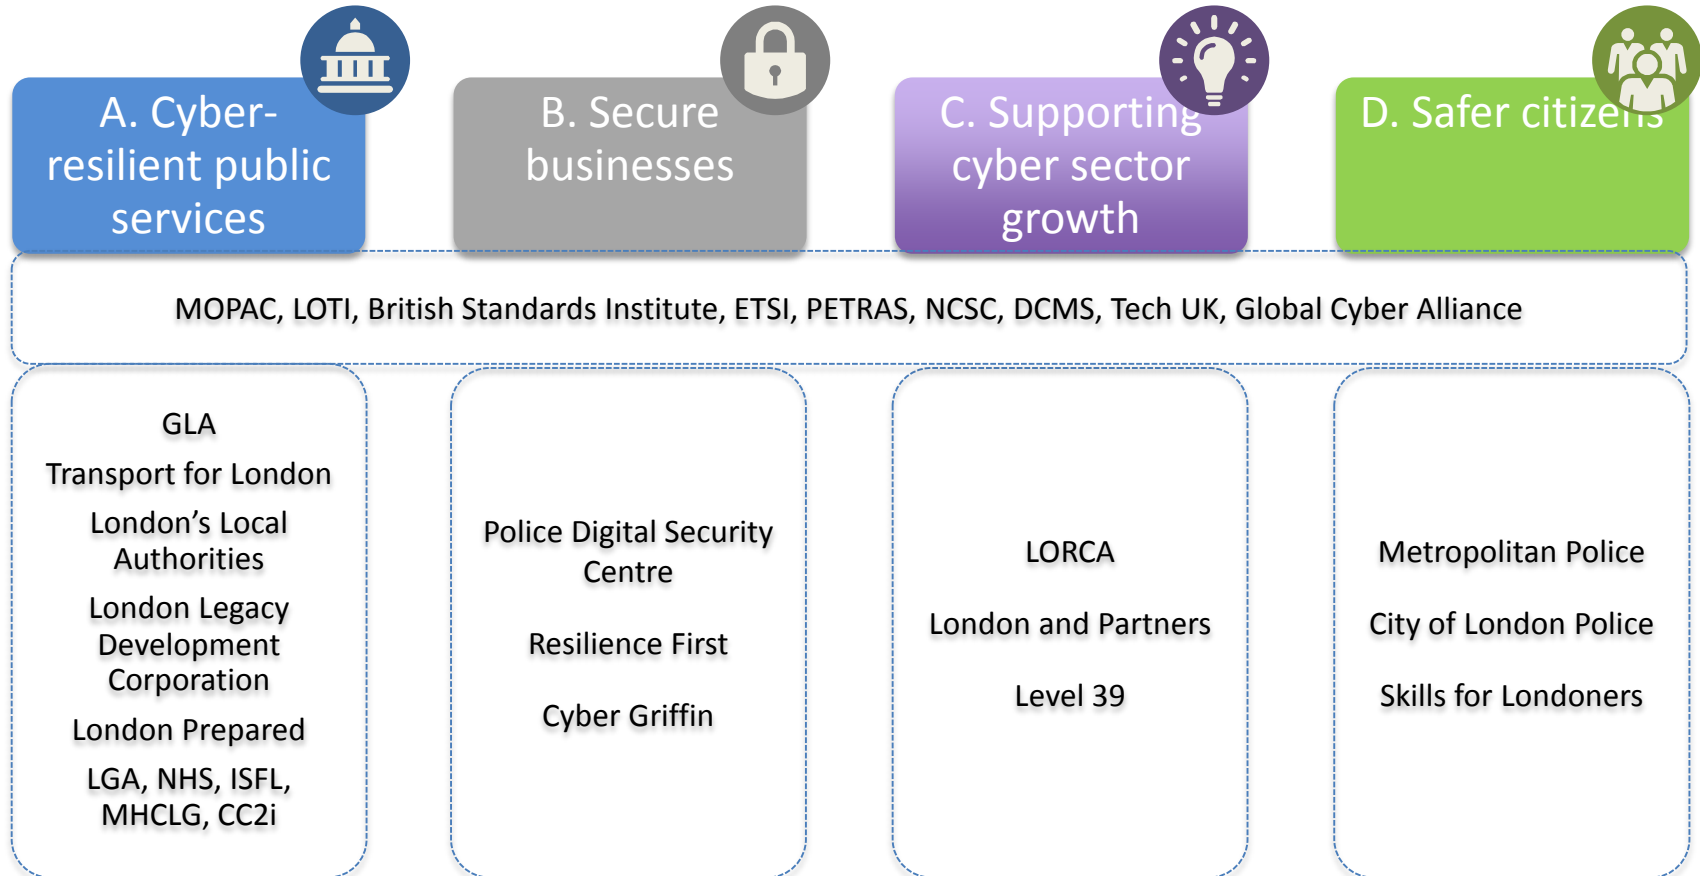 A. Cyber-
resilient public
services
B. Secure
businesses
C. Supporting
cyber sector
growth
D. Safer citizens
MOPAC, LOTI, British Standards Institute, ETSI, PETRAS, NCSC, DCMS, Tech UK, Global Cyber Alliance
GLA
Transport for London
London’s Local
Authorities
London Legacy
Development
Corporation
London Prepared
LGA, NHS, ISFL,
MHCLG, CC2i
Police Digital Security
Centre
Resilience First
Cyber Griffin
LORCA
London and Partners
Level 39
Metropolitan Police
City of London Police
Skills for Londoners